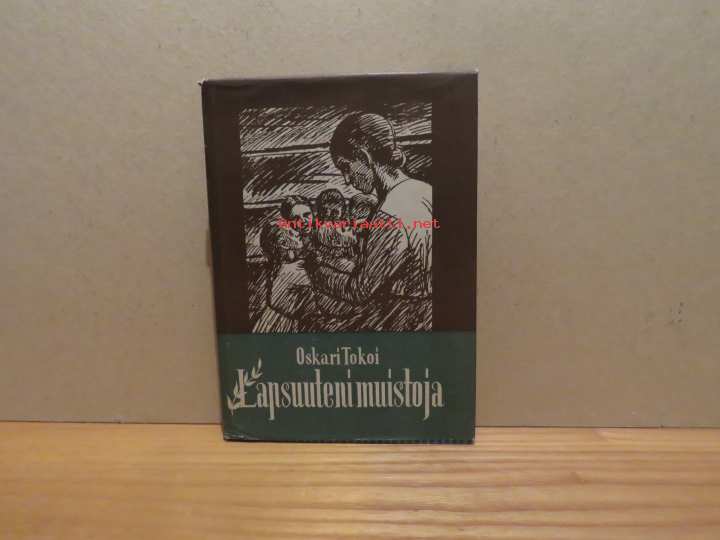 antikvariaatti.net
Oskari Tokoi
Lapsuuteni muistoja